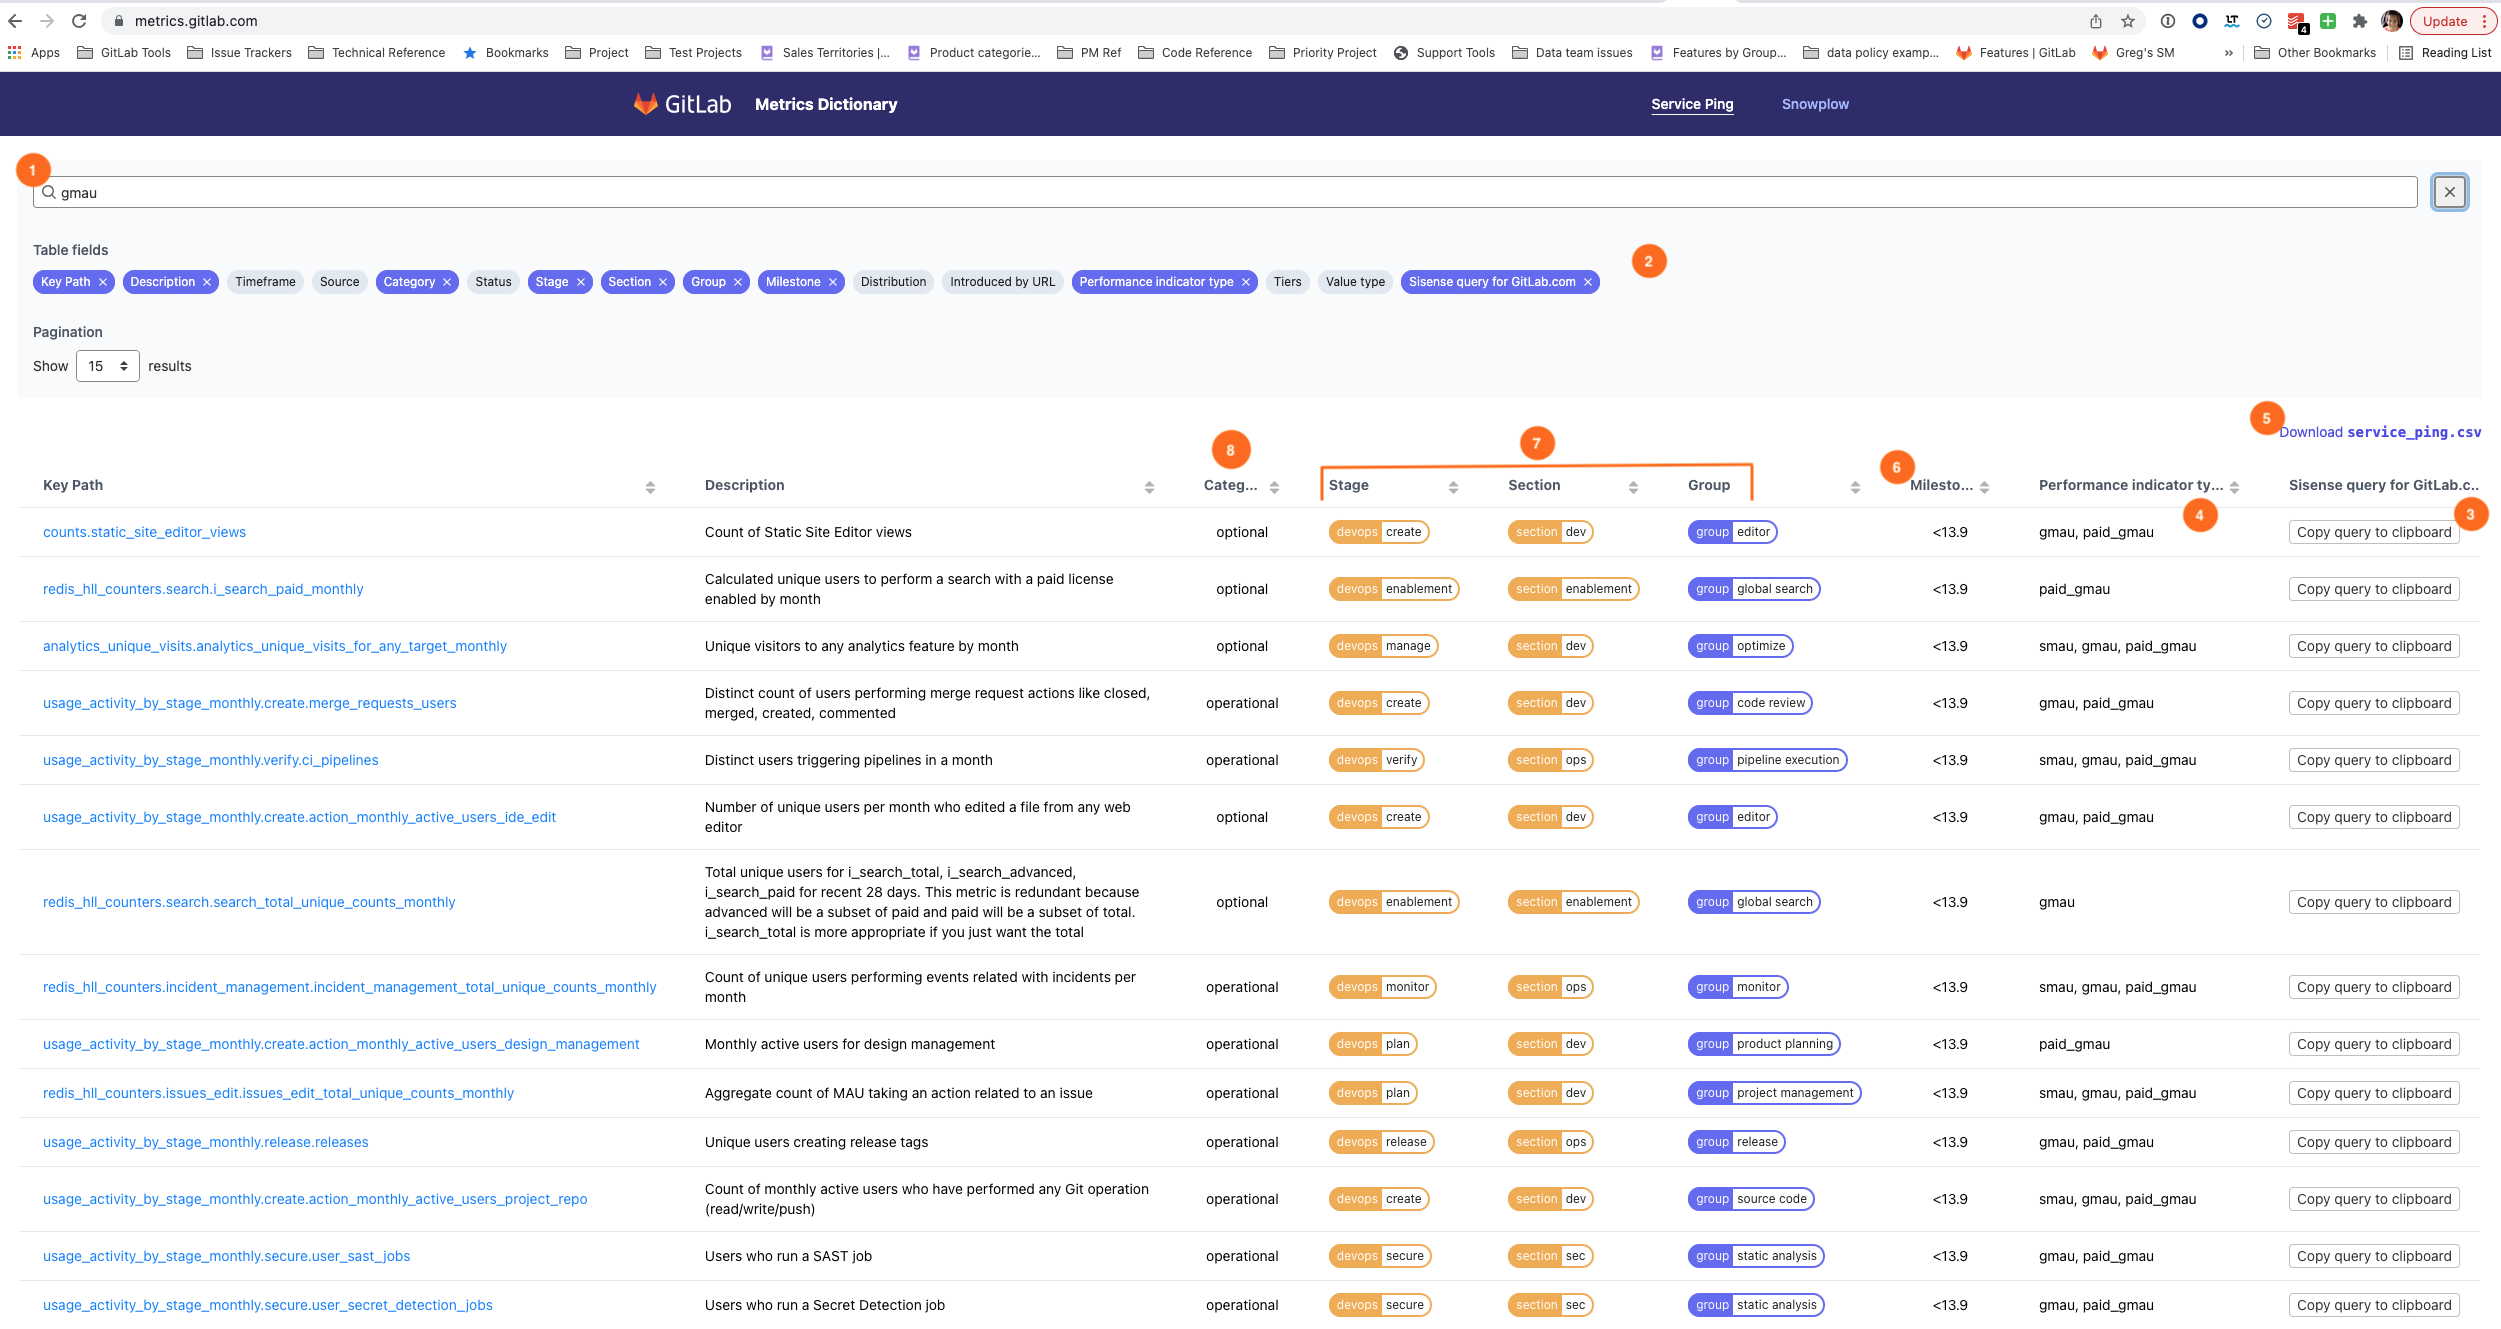 metrics.gitlab.com
Update
4
Apps GitLab Tools Issue Trackers Technical Reference Bookmarks Project Test Projects Sales Territories |... Product categorie... PM Ref Code Reference Priority Project Support Tools Data team issues Features by Group... data policy examp... Features | GitLab Greg's SM » Other Bookmarks Reading List
GitLab Metrics Dictionary Service Ping Snowplow
1
gmau
Table fields
2
Key Path × Description × Timeframe Source Category × Status Stage × Section × Group × Milestone × Distribution Introduced by URL Performance indicator type × Tiers Value type Sisense query for GitLab.com ×
Pagination
Show 15 results
5
Download service_ping.csv
8 7 6
Key Path Description Categ... Stage Section Group Milesto... Performance indicator ty... Sisense query for GitLab.c..
4 3
counts.static_site_editor_views Count of Static Site Editor views optional devops create section dev group editor <13.9 gmau, paid_gmau Copy query to clipboard
redis_hll_counters.search.i_search_paid_monthly Calculated unique users to perform a search with a paid license
enabled by month optional devops enablement section enablement group global search <13.9 paid_gmau Copy query to clipboard
analytics_unique_visits.analytics_unique_visits_for_any_target_monthly Unique visitors to any analytics feature by month optional devops manage section dev group optimize <13.9 smau, gmau, paid_gmau Copy query to clipboard
usage_activity_by_stage_monthly.create.merge_requests_users Distinct count of users performing merge request actions like closed,
merged, created, commented operational devops create section dev group code review <13.9 gmau, paid_gmau Copy query to clipboard
usage_activity_by_stage_monthly.verify.ci_pipelines Distinct users triggering pipelines in a month operational devops verify section ops group pipeline execution <13.9 smau, gmau, paid_gmau Copy query to clipboard
usage_activity_by_stage_monthly.create.action_monthly_active_users_ide_edit Number of unique users per month who edited a file from any web
editor optional devops create section dev group editor <13.9 gmau, paid_gmau Copy query to clipboard
redis_hll_counters.search.search_total_unique_counts_monthly Total unique users for i_search_total, i_search_advanced,
i_search_paid for recent 28 days. This metric is redundant because
advanced will be a subset of paid and paid will be a subset of total.
i_search_total is more appropriate if you just want the total optional devops enablement section enablement group global search <13.9 gmau Copy query to clipboard
redis_hll_counters.incident_management.incident_management_total_unique_counts_monthly Count of unique users performing events related with incidents per
month operational devops monitor section ops group monitor <13.9 smau, gmau, paid_gmau Copy query to clipboard
usage_activity_by_stage_monthly.create.action_monthly_active_users_design_management Monthly active users for design management operational devops plan section dev group product planning <13.9 paid_gmau Copy query to clipboard
redis_hll_counters.issues_edit.issues_edit_total_unique_counts_monthly Aggregate count of MAU taking an action related to an issue operational devops plan section dev group project management <13.9 smau, gmau, paid_gmau Copy query to clipboard
usage_activity_by_stage_monthly.release.releases Unique users creating release tags operational devops release section ops group release <13.9 gmau, paid_gmau Copy query to clipboard
usage_activity_by_stage_monthly.create.action_monthly_active_users_project_repo Count of monthly active users who have performed any Git operation
(read/write/push) operational devops create section dev group source code <13.9 smau, gmau, paid_gmau Copy query to clipboard
usage_activity_by_stage_monthly.secure.user_sast_jobs Users who run a SAST job operational devops secure section sec group static analysis <13.9 gmau, paid_gmau Copy query to clipboard
usage_activity_by_stage_monthly.secure.user_secret_detection_jobs Users who run a Secret Detection job operational devops secure section sec group static analysis <13.9 gmau, paid_gmau Copy query to clipboard